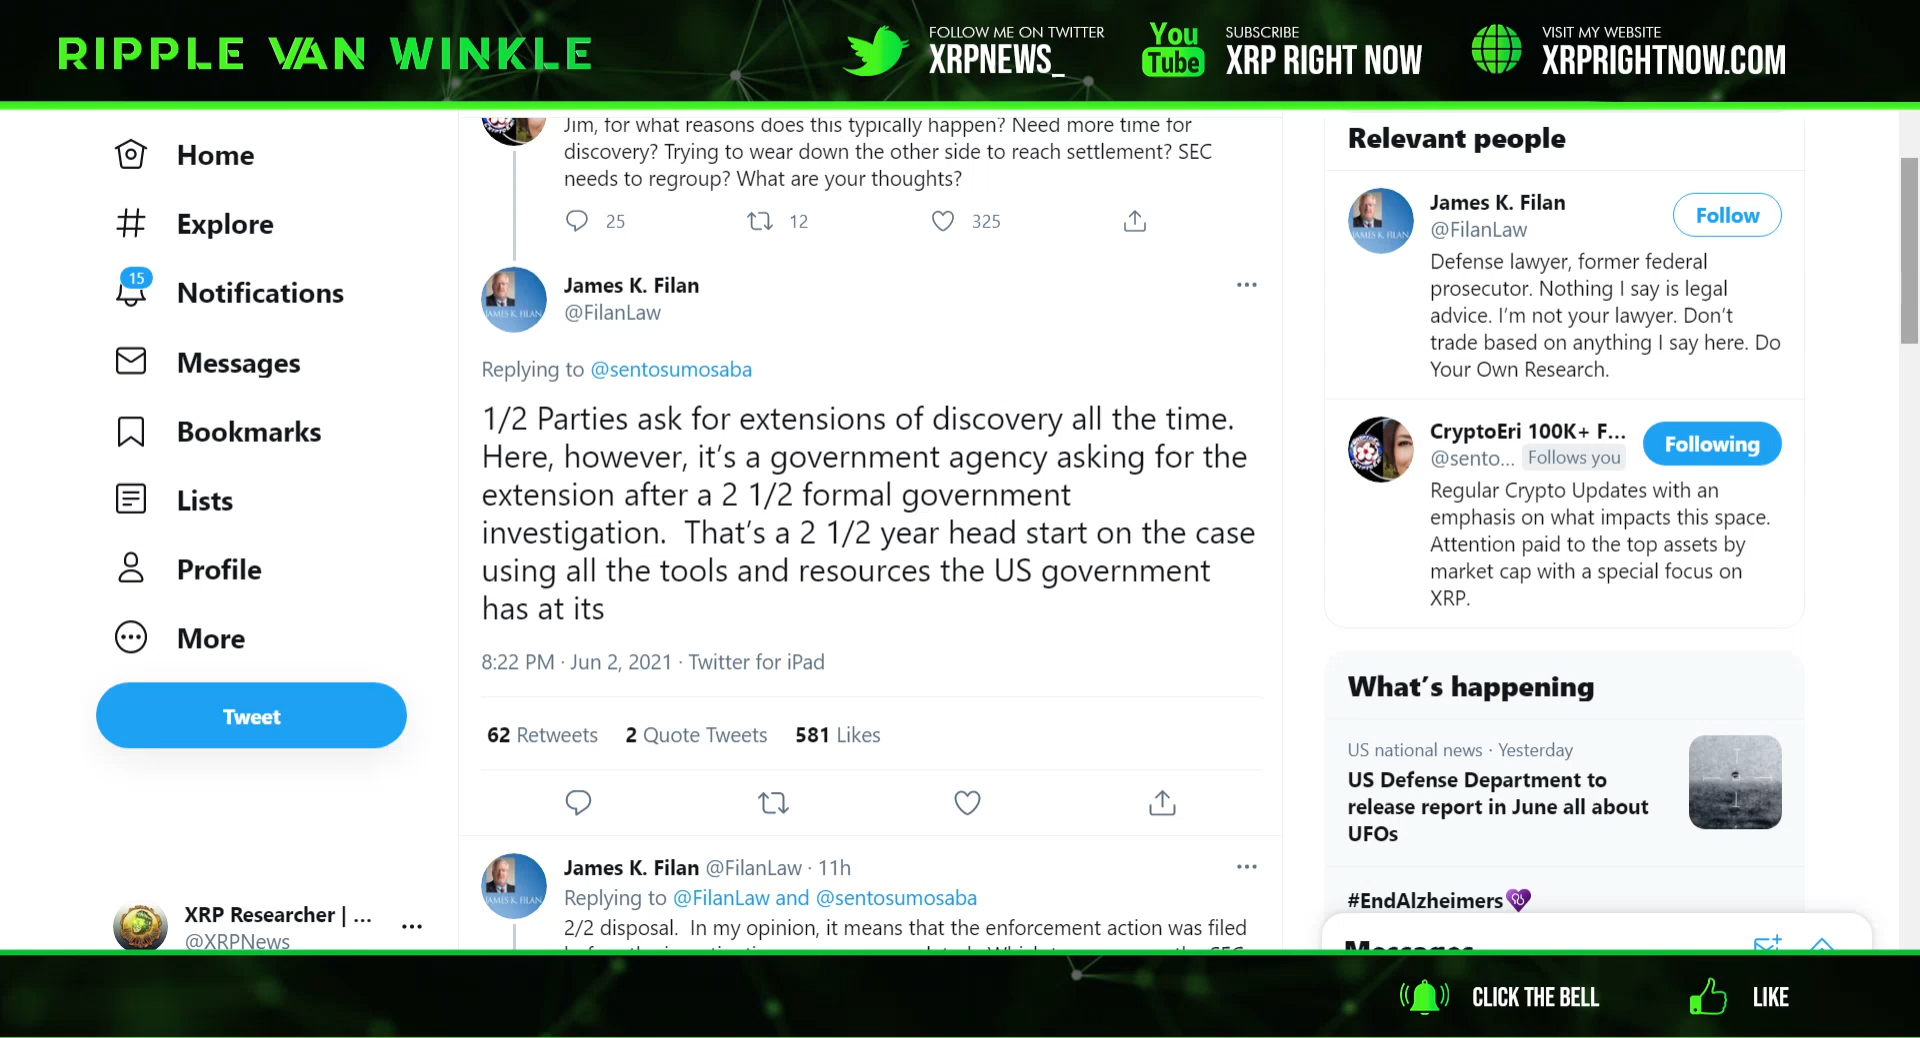 RIPPLE VAN WINKLE
FOLLOW ME ON TWITTER
XRPNEWS_
You
Tube
SUBSCRIBE
XRP RIGHT NOW
VISIT MY WEBSITE
XRPRIGHTNOW.COM
Home
Explore
15
Notifications
Messages
Bookmarks
Lists
Profile
More
Tweet
XRP Researcher | ...
@XRPNews
Jim, for what reasons does this typically happen? Need more time for
discovery? Trying to wear down the other side to reach settlement? SEC
needs to regroup? What are your thoughts?
25 12 325
JAMES K. FILAN
James K. Filan
@FilanLaw
Replying to @sentosumosaba
1/2 Parties ask for extensions of discovery all the time.
Here, however, it’s a government agency asking for the
extension after a 2 1/2 formal government
investigation.  That’s a 2 1/2 year head start on the case
using all the tools and resources the US government
has at its
8:22 PM · Jun 2, 2021 · Twitter for iPad
62 Retweets 2 Quote Tweets 581 Likes
JAMES K. FILAN
James K. Filan @FilanLaw · 11h
Replying to @FilanLaw and @sentosumosaba
2/2 disposal.  In my opinion, it means that the enforcement action was filed
Relevant people
JAMES K. FILAN
James K. Filan
@FilanLaw
Follow
Defense lawyer, former federal
prosecutor. Nothing I say is legal
advice. I’m not your lawyer. Don’t
trade based on anything I say here. Do
Your Own Research.
CryptoEri 100K+ F...
@sento... Follows you
Following
Regular Crypto Updates with an
emphasis on what impacts this space.
Attention paid to the top assets by
market cap with a special focus on
XRP.
What’s happening
US national news · Yesterday
US Defense Department to
release report in June all about
UFOs
#EndAlzheimers
Messages
CLICK THE BELL
LIKE